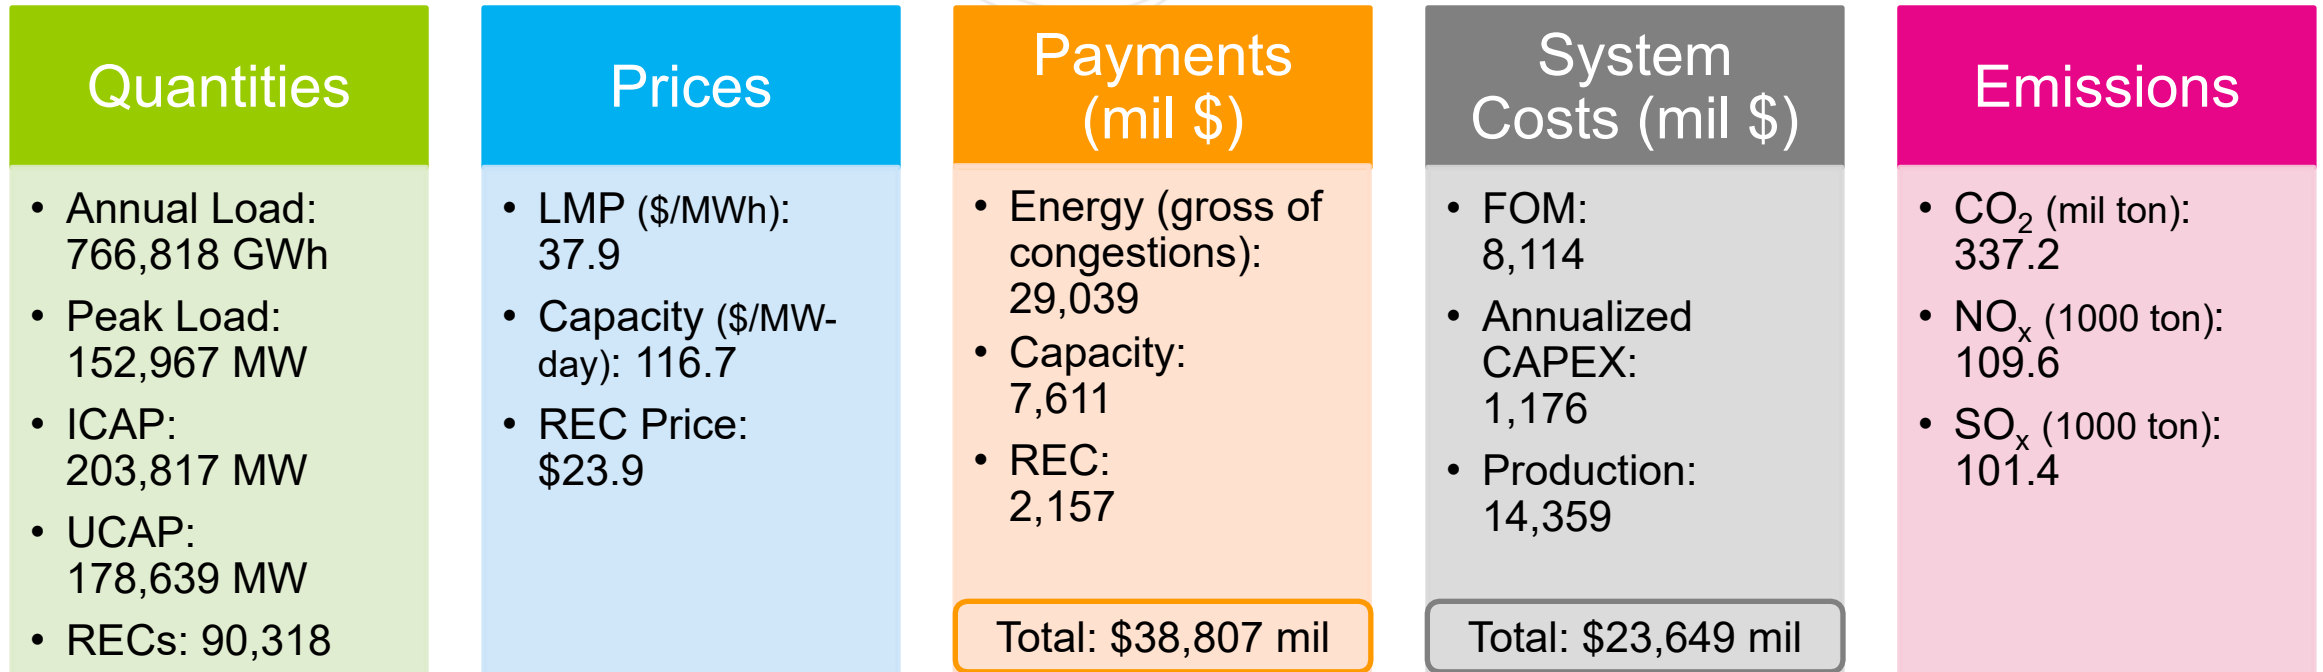 Quantities
• Annual Load:
766,818 GWh
• Peak Load:
152,967 MW
• ICAP:
203,817 MW
• UCAP:
178,639 MW
• RECs: 90,318
Prices
• LMP ($/MWh):
37.9
• Capacity ($/MW-
day): 116.7
• REC Price:
$23.9
Payments
(mil $)
• Energy (gross of
congestions):
29,039
• Capacity:
7,611
• REC:
2,157
Total: $38,807 mil
System
Costs (mil $)
• FOM:
8,114
• Annualized
CAPEX:
1,176
• Production:
14,359
Total: $23,649 mil
Emissions
• CO₂ (mil ton):
337.2
• NOₓ (1000 ton):
109.6
• SOₓ (1000 ton):
101.4